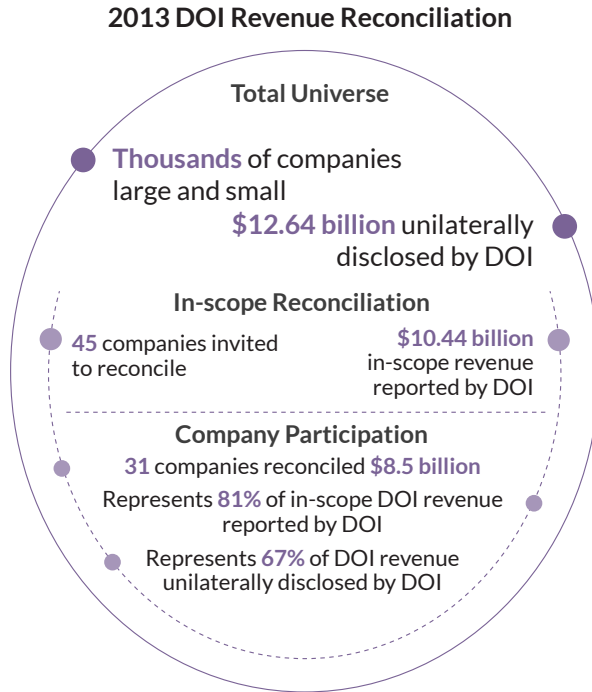 2013 DOI Revenue Reconciliation
Total Universe
Thousands of companies
large and small
$12.64 billion unilaterally
disclosed by DOI
In-scope Reconciliation
45 companies invited
to reconcile
$10.44 billion
in-scope revenue
reported by DOI
Company Participation
31 companies reconciled $8.5 billion
Represents 81% of in-scope DOI revenue
reported by DOI
Represents 67% of DOI revenue
unilaterally disclosed by DOI